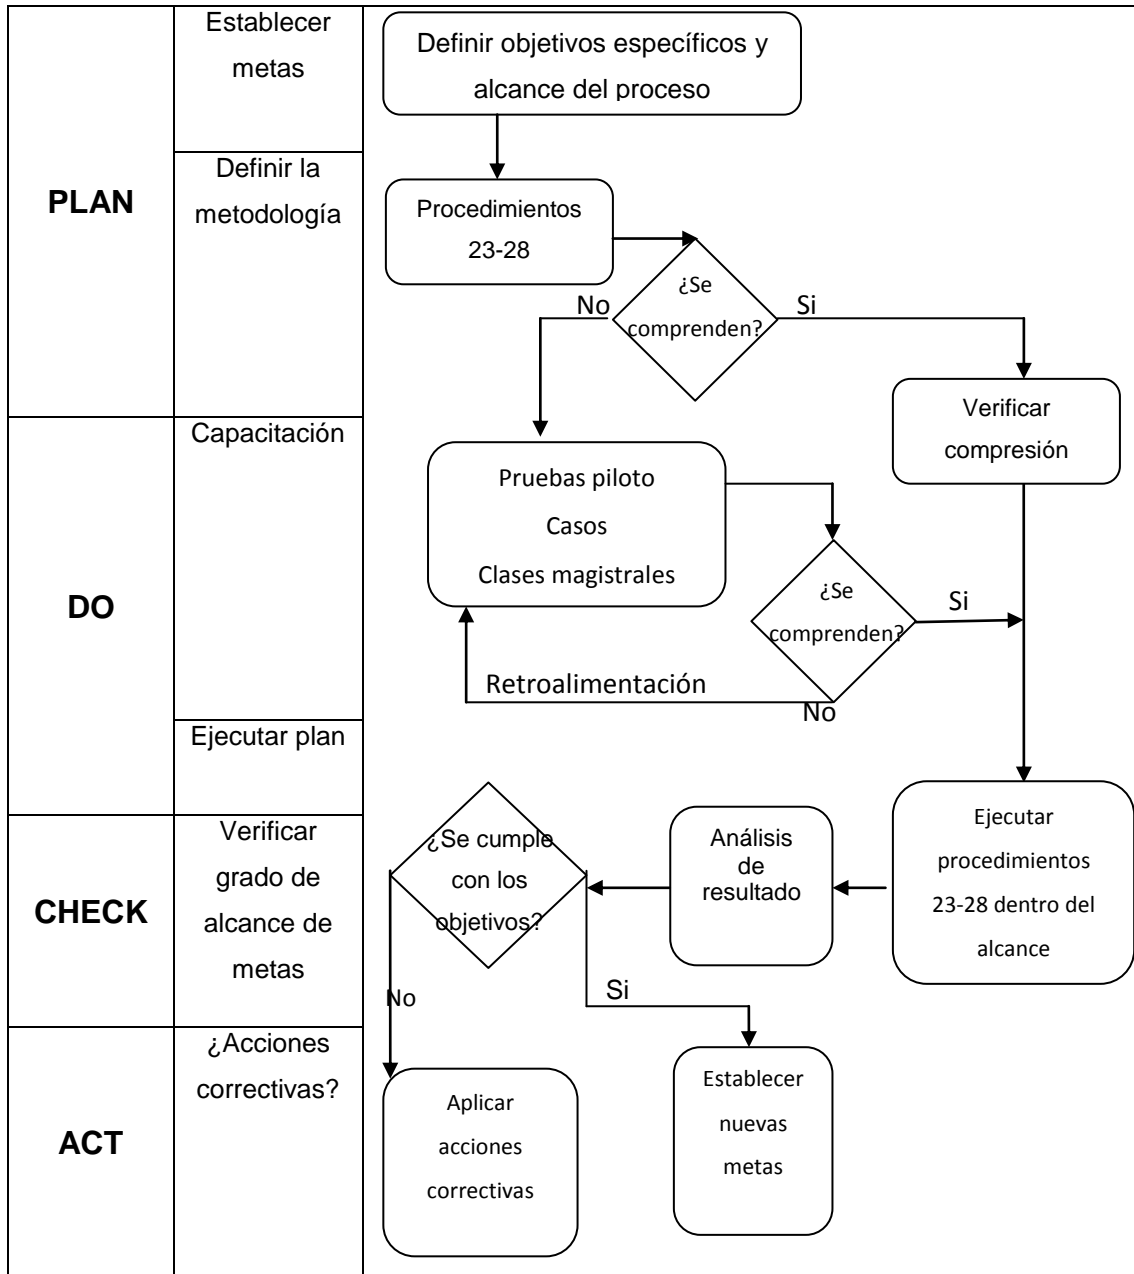 PLAN
Establecer
metas
Definir objetivos específicos y
alcance del proceso
Definir la
metodología
Procedimientos
23-28
¿Se
comprenden?
No
Si
Verificar
compresión
DO
Capacitación
Pruebas piloto
Casos
Clases magistrales
¿Se
comprenden?
Si
Retroalimentación
No
Ejecutar plan
Ejecutar
procedimientos
23-28 dentro del
alcance
CHECK
Verificar
grado de
alcance de
metas
Análisis
de
resultado
¿Se cumple
con los
objetivos?
No
Si
ACT
¿Acciones
correctivas?
Aplicar
acciones
correctivas
Establecer
nuevas
metas